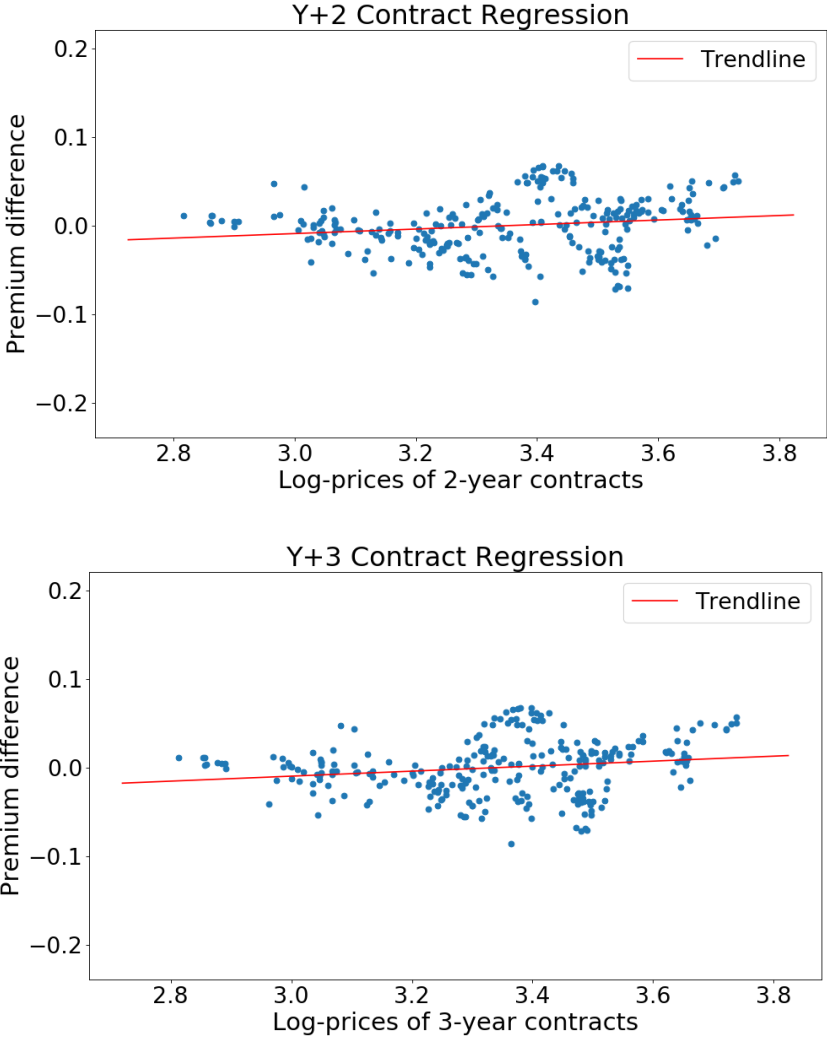 Y+2 Contract Regression
Trendline
Premium difference
0.2
0.1
0.0
−0.1
−0.2
2.8 3.0 3.2 3.4 3.6 3.8
Log-prices of 2-year contracts
Y+3 Contract Regression
Trendline
Premium difference
0.2
0.1
0.0
−0.1
−0.2
2.8 3.0 3.2 3.4 3.6 3.8
Log-prices of 3-year contracts